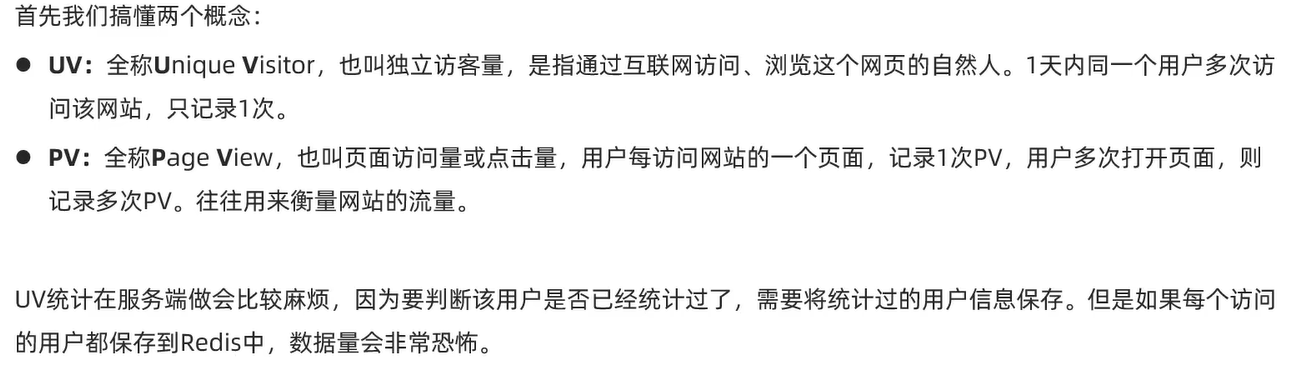 首先我们搞懂两个概念：
● UV：全称Unique Visitor，也叫独立访客量，是指通过互联网访问、浏览这个网页的自然人。1天内同一个用户多次访
问该网站，只记录1次。
● PV：全称Page View，也叫页面访问量或点击量，用户每访问网站的一个页面，记录1次PV，用户多次打开页面，则
记录多次PV。往往用来衡量网站的流量。
UV统计在服务端做会比较麻烦，因为要判断该用户是否已经统计过了，需要将统计过的用户信息保存。但是如果每个访问
的用户都保存到Redis中，数据量会非常恐怖。